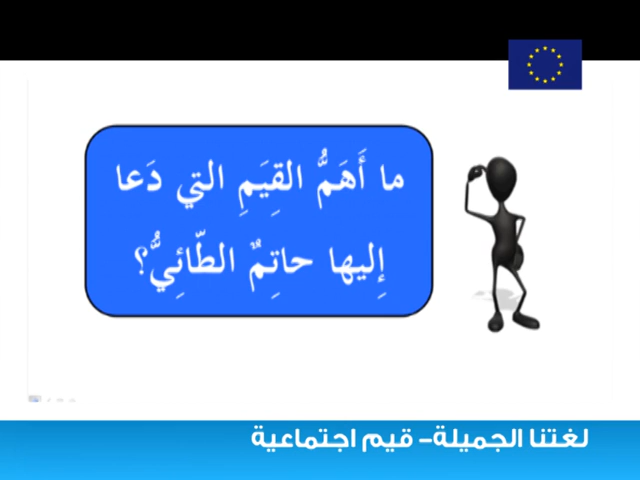 ما أَهَمُّ القِيَمِ التي دَعا
إِليها حاتِمٌ الطّائِيُّ؟
لغتنا الجميلة- قيم اجتماعية